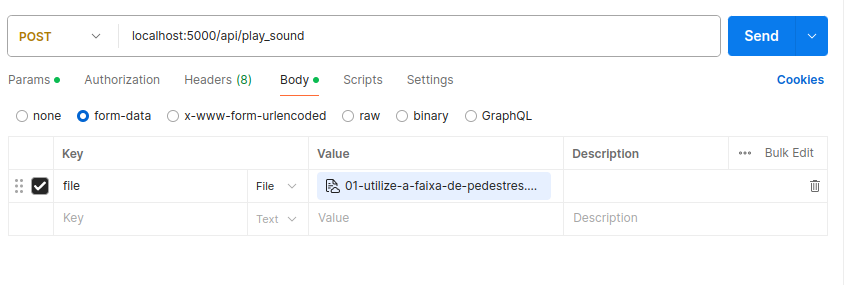 POST localhost:5000/api/play_sound Send
Params Authorization Headers (8) Body Scripts Settings Cookies
none form-data x-www-form-urlencoded raw binary GraphQL
Key Value Description Bulk Edit
file File 01-utilize-a-faixa-de-pedestres....
Key Text Value Description